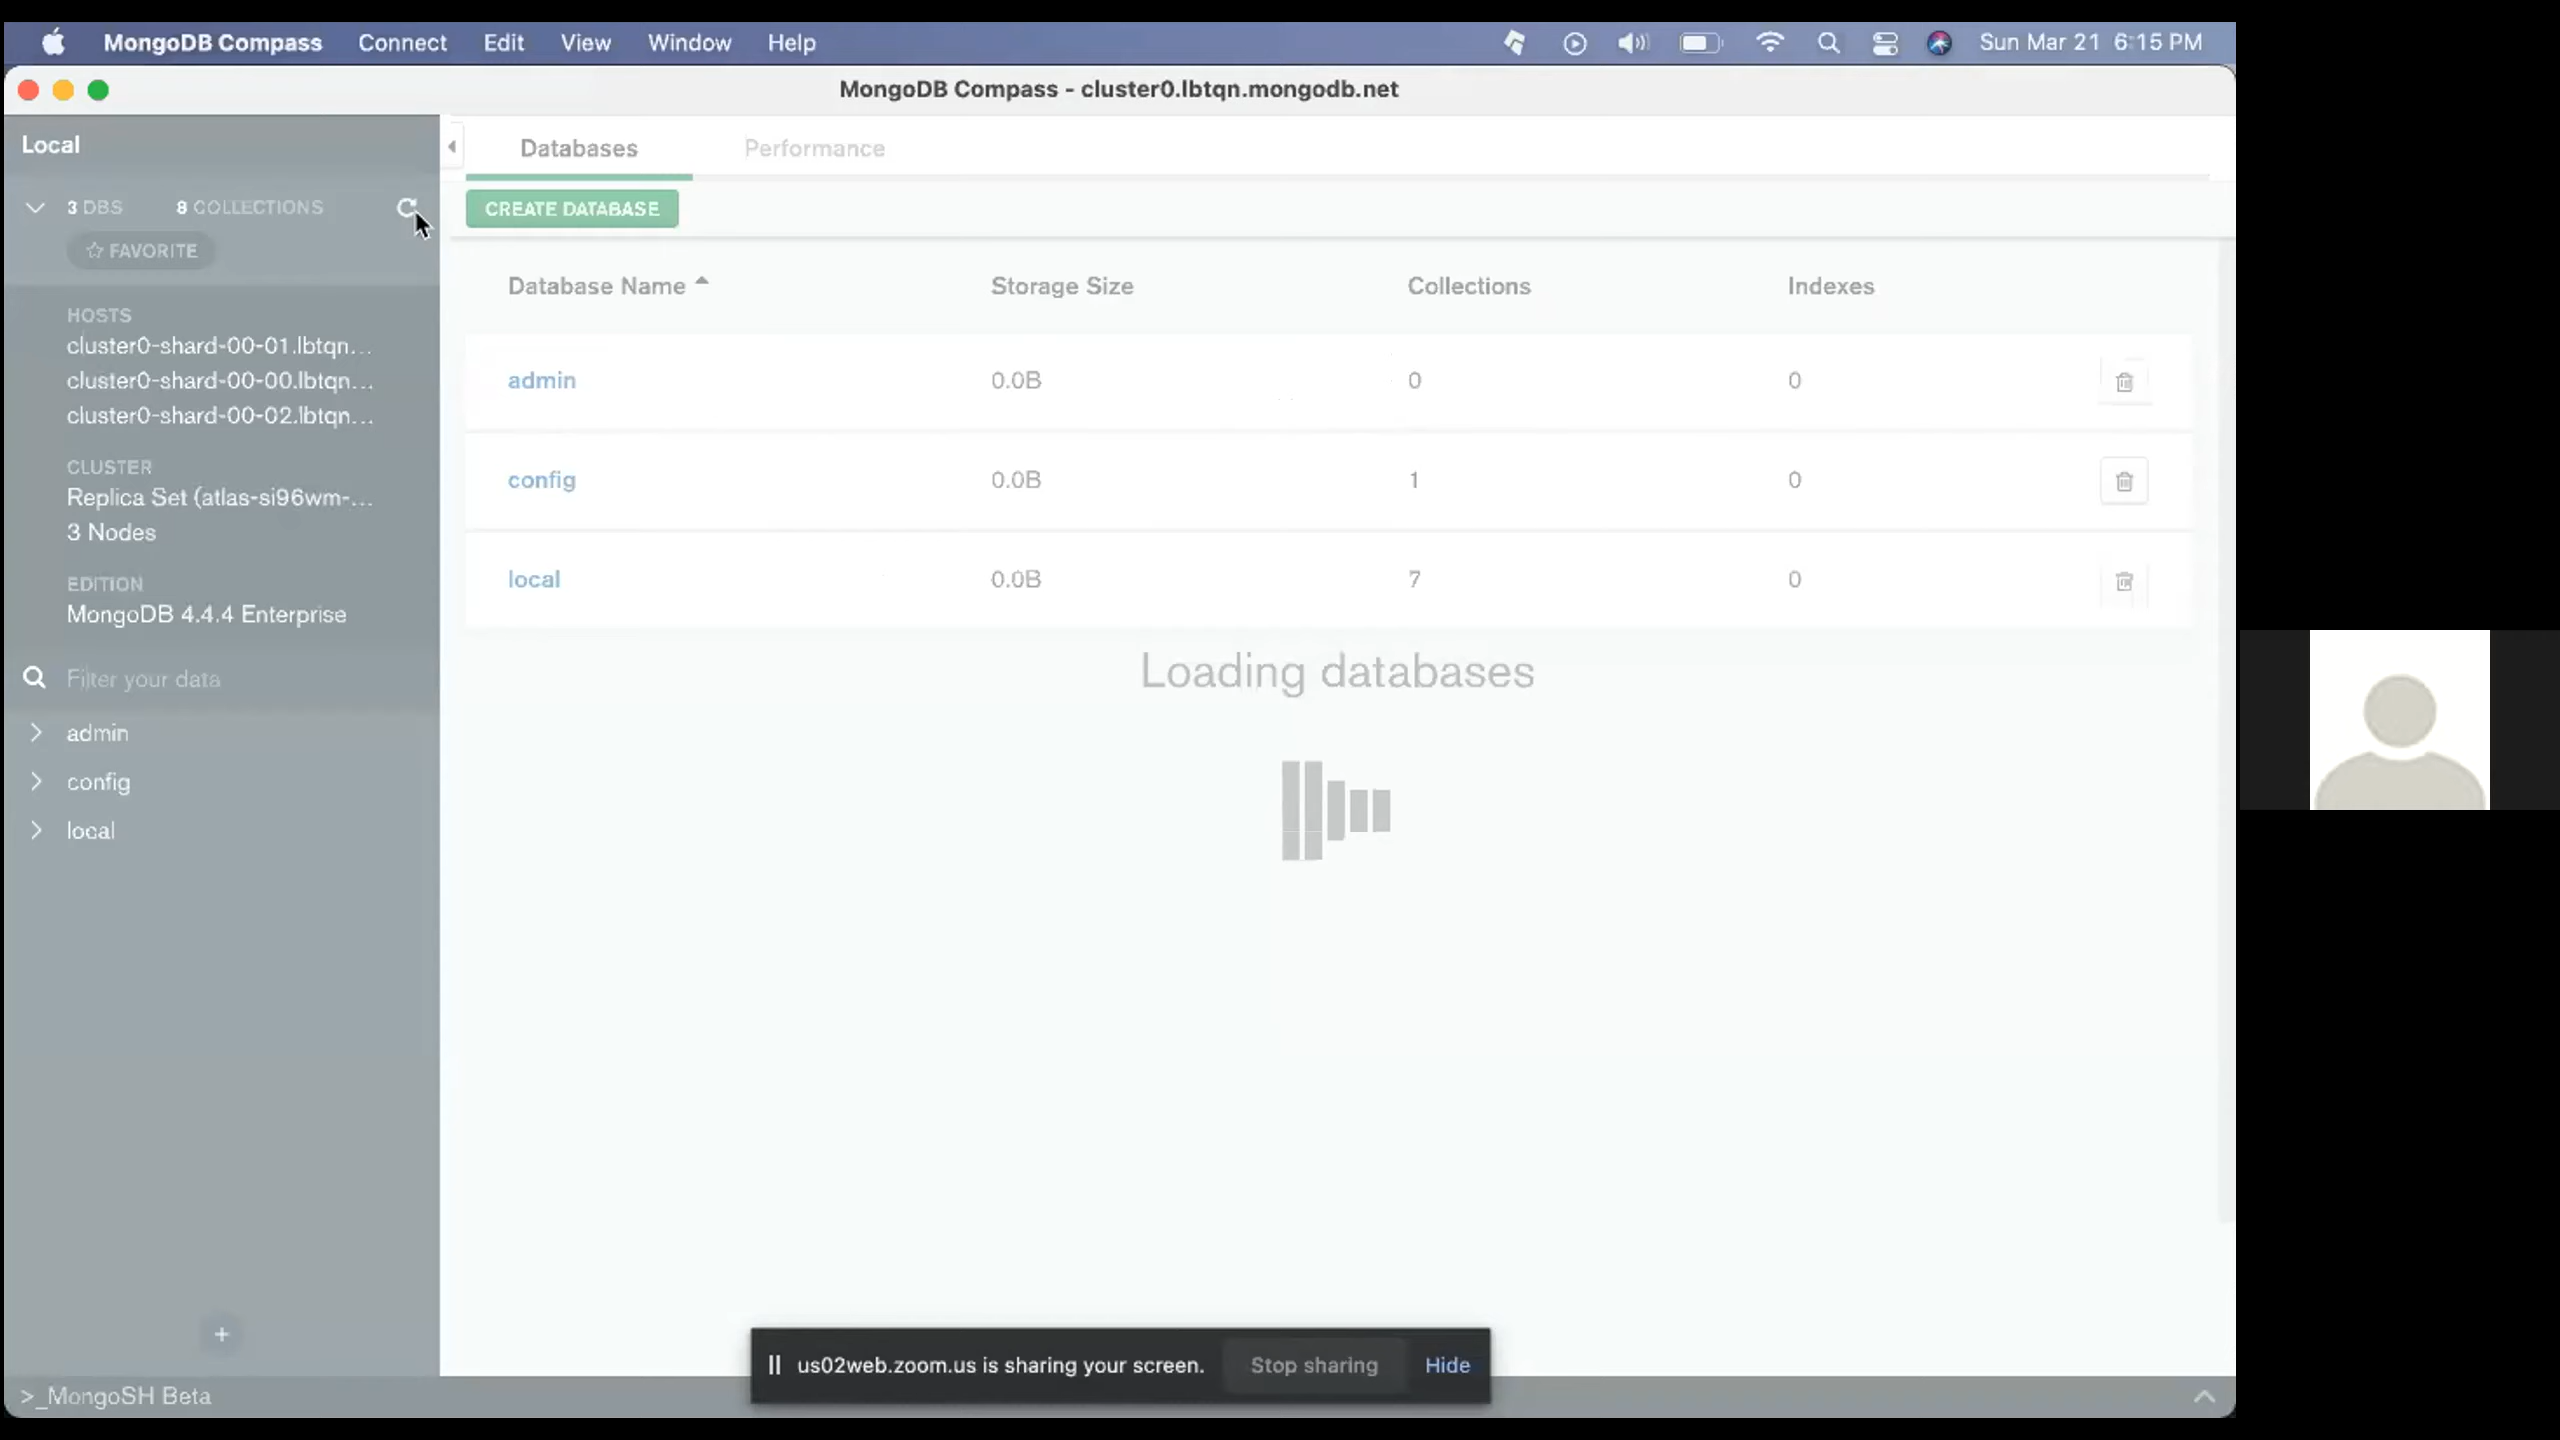 MongoDB Compass Connect Edit View Window Help Sun Mar 21 6:15 PM
MongoDB Compass - cluster0.lbtqn.mongodb.net
Local
3 DBS 8 COLLECTIONS
FAVORITE
HOSTS
cluster0-shard-00-01.lbtqn...
cluster0-shard-00-00.lbtqn...
cluster0-shard-00-02.lbtqn...
CLUSTER
Replica Set (atlas-si96wm-...
3 Nodes
EDITION
MongoDB 4.4.4 Enterprise
Filter your data
admin
config
local
+
Databases Performance
CREATE DATABASE
Database Name Storage Size Collections Indexes
admin 0.0B 0 0
config 0.0B 1 0
local 0.0B 7 0
Loading databases
us02web.zoom.us is sharing your screen. Stop sharing Hide
>_MongoSH Beta